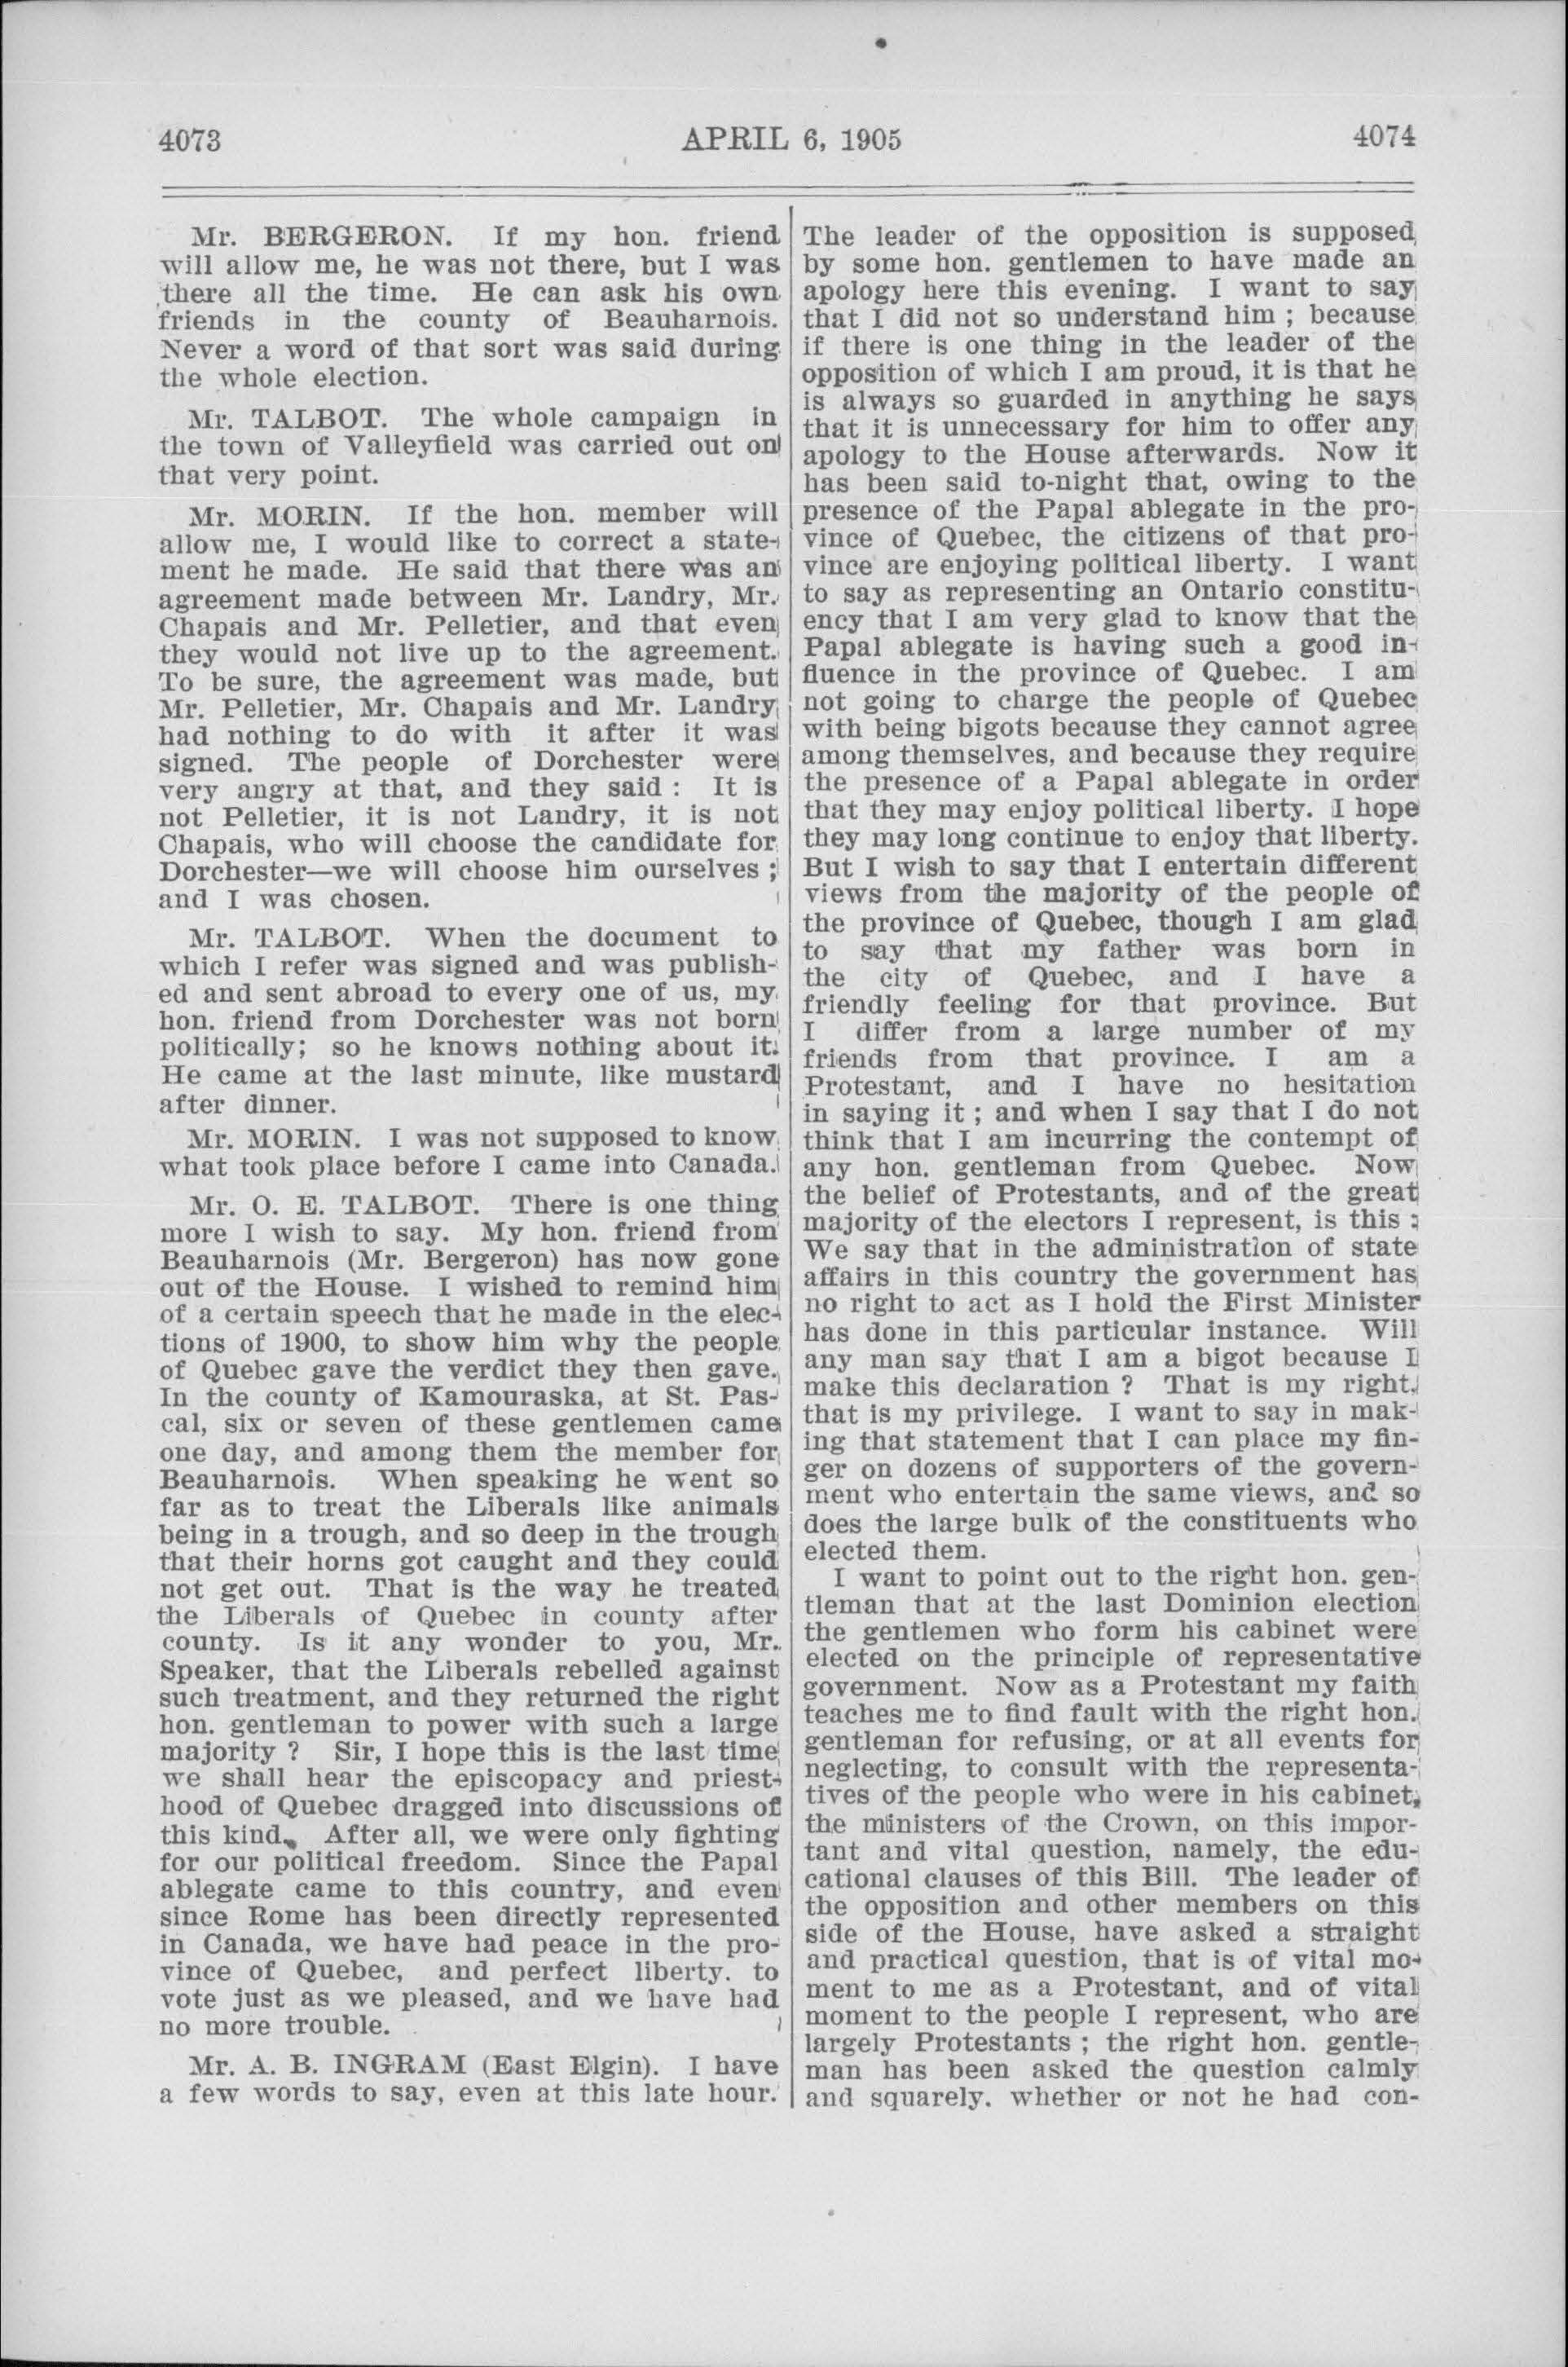 4073
APRIL 6, 1905
4074
Mr. BERGERON. If my hon. friend
will allow me, he was not there, but I was
there all the time. He can ask his own
friends in the county of Beauharnois.
Never a word of that sort was said during
the whole election.
Mr. TALBOT. The whole campaign in
the town of Valleyfield was carried out on
that very point.
Mr. MORIN. If the hon. member will
allow me, I would like to correct a state-
ment he made. He said that there was an
agreement made between Mr. Landry, Mr.
Chapais and Mr. Pelletier, and that even
they would not live up to the agreement.
To be sure, the agreement was made, but
Mr. Pelletier, Mr. Chapais and Mr. Landry
had nothing to do with it after it was
signed. The people of Dorchester were
very angry at that, and they said : It is
not Pelletier, it is not Landry, it is not
Chapais, who will choose the candidate for
Dorchester—we will choose him ourselves ;
and I was chosen.
Mr. TALBOT. When the document to
which I refer was signed and was publish-
ed and sent abroad to every one of us, my
hon. friend from Dorchester was not born
politically; so he knows nothing about it.
He came at the last minute, like mustard
after dinner.
Mr. MORIN. I was not supposed to know
what took place before I came into Canada.
Mr. O. E. TALBOT. There is one thing
more I wish to say. My hon. friend from
Beauharnois (Mr. Bergeron) has now gone
out of the House. I wished to remind him
of a certain speech that he made in the elec-
tions of 1900, to show him why the people
of Quebec gave the verdict they then gave.
In the county of Kamouraska, at St. Pas-
cal, six or seven of these gentlemen came
one day, and among them the member for
Beauharnois. When speaking he went so
far as to treat the Liberals like animals
being in a trough, and so deep in the trough
that their horns got caught and they could
not get out. That is the way he treated
the Liberals of Quebec in county after
county. Is it any wonder to you, Mr.
Speaker, that the Liberals rebelled against
such treatment, and they returned the right
hon. gentleman to power with such a large
majority ? Sir, I hope this is the last time
we shall hear the episcopacy and priest-
hood of Quebec dragged into discussions of
this kind. After all, we were only fighting
for our political freedom. Since the Papal
ablegate came to this country, and even
since Rome has been directly represented
in Canada, we have had peace in the pro-
vince of Quebec, and perfect liberty. to
vote just as we pleased, and we have had
no more trouble.
Mr. A. B. INGRAM (East Elgin). I have
a few words to say, even at this late hour.
The leader of the opposition is supposed
by some hon. gentlemen to have made an
apology here this evening. I want to say
that I did not so understand him ; because
if there is one thing in the leader of the
opposition of which I am proud, it is that he
is always so guarded in anything he says
that it is unnecessary for him to offer any
apology to the House afterwards. Now it
has been said to-night that, owing to the
presence of the Papal ablegate in the pro-
vince of Quebec, the citizens of that pro-
vince are enjoying political liberty. I want
to say as representing an Ontario constitu-
ency that I am very glad to know that the
Papal ablegate is having such a good in-
fluence in the province of Quebec. I am
not going to charge the people of Quebec
with being bigots because they cannot agree
among themselves, and because they require
the presence of a Papal ablegate in order
that they may enjoy political liberty. I hope
they may long continue to enjoy that liberty.
But I wish to say that I entertain different
views from the majority of the people of
the province of Quebec, though I am glad
to say that my father was born in
the city of Quebec, and I have a
friendly feeling for that province. But
I differ from a large number of my
friends from that province. I am a
Protestant, and I have no hesitation
in saying it ; and when I say that I do not
think that I am incurring the contempt of
any hon. gentleman from Quebec. Now
the belief of Protestants, and of the great
majority of the electors I represent, is this :
We say that in the administration of state
affairs in this country the government has
no right to act as I hold the First Minister
has done in this particular instance. Will
any man say that I am a bigot because I
make this declaration ? That is my right,
that is my privilege. I want to say in mak-
ing that statement that I can place my fin-
ger on dozens of supporters of the govern-
ment who entertain the same views, and so
does the large bulk of the constituents who
elected them.
I want to point out to the right hon. gen-
tleman that at the last Dominion election
the gentlemen who form his cabinet were
elected on the principle of representative
government. Now as a Protestant my faith
teaches me to find fault with the right hon.
gentleman for refusing, or at all events for
neglecting, to consult with the representa-
tives of the people who were in his cabinet,
the ministers of the Crown, on this impor-
tant and vital question, namely, the edu-
cational clauses of this Bill. The leader of
the opposition and other members on this
side of the House, have asked a straight
and practical question, that is of vital mo-
ment to me as a Protestant, and of vital
moment to the people I represent, who are
largely Protestants ; the right hon. gentle-
man has been asked the question calmly
and squarely. whether or not he had con-